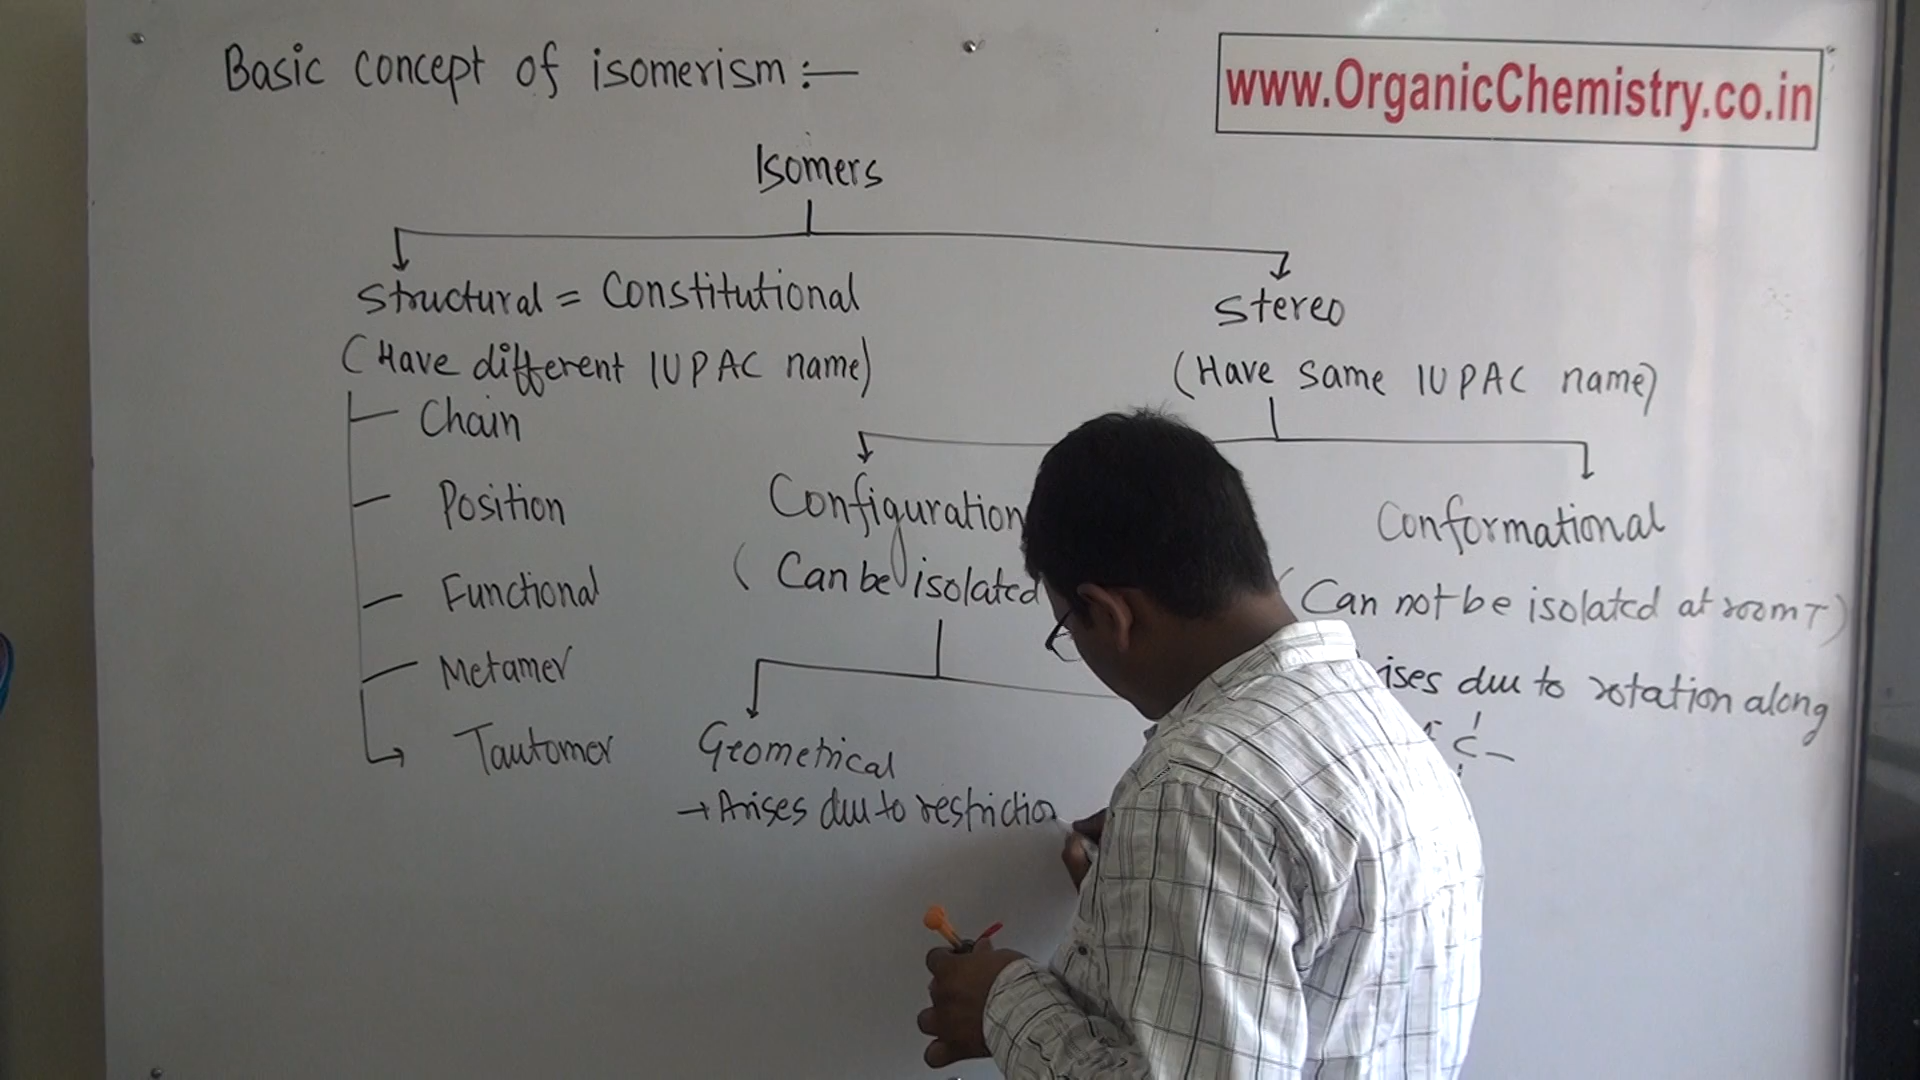 Basic concept of isomerism :—
www.OrganicChemistry.co.in
Isomers
Structural = Constitutional
Stereo
(Have different IUPAC name)
(Have same IUPAC name)
Chain
Position
Functional
Metamer
Tautomer
Configuration
(Can be isolated
Conformational
(Can not be isolated at room T)
ises due to rotation along
C
Geometrical
→ Arises due to restriction